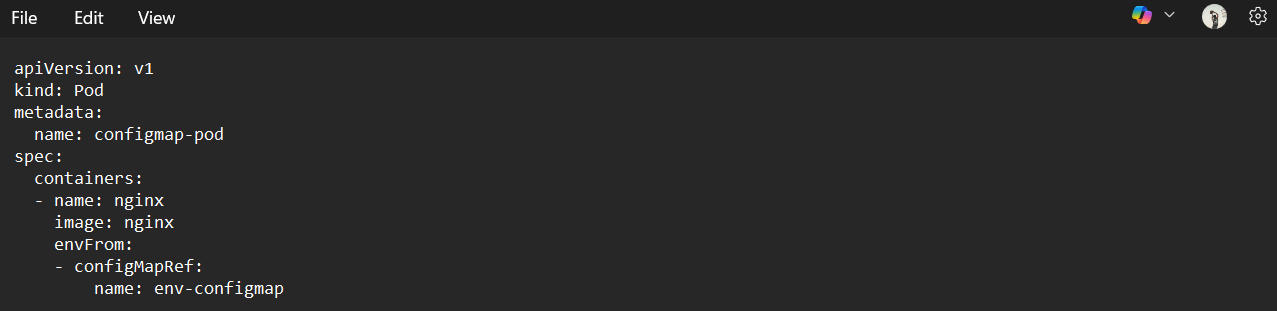 File Edit View
apiVersion: v1
kind: Pod
metadata:
  name: configmap-pod
spec:
  containers:
  - name: nginx
    image: nginx
    envFrom:
    - configMapRef:
        name: env-configmap